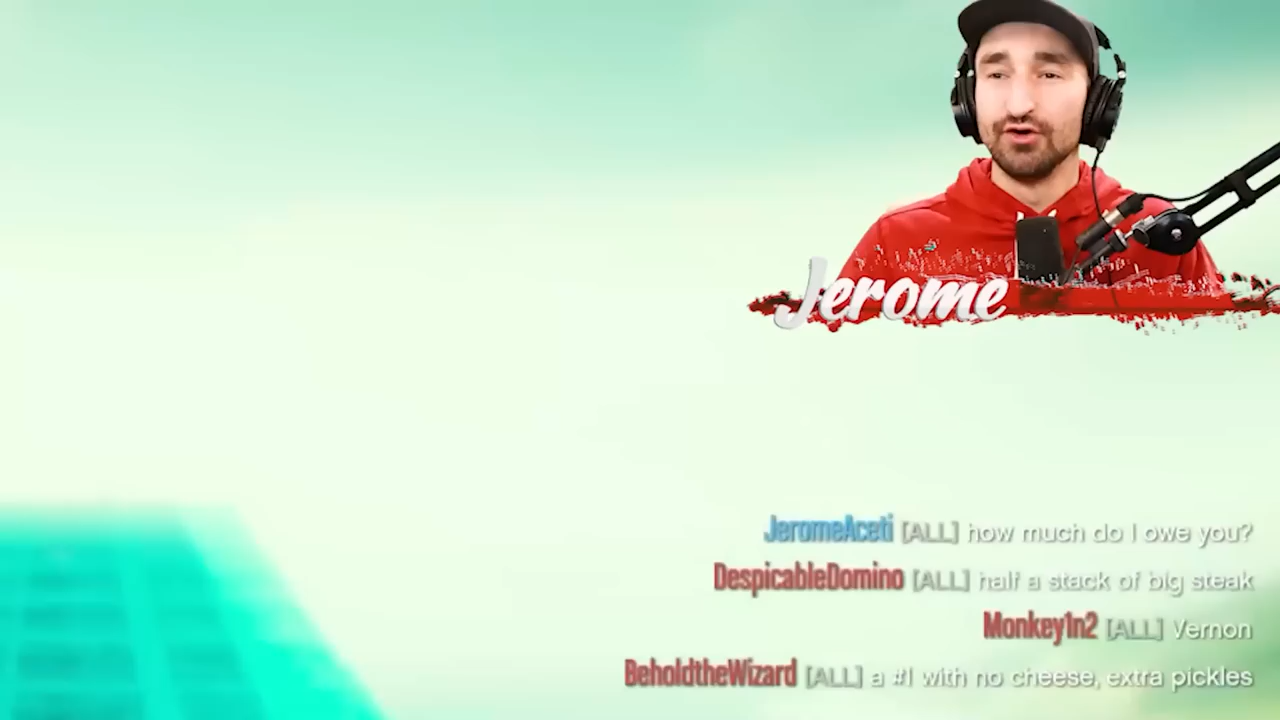 Jerome
JeromeAceti [ALL] how much do I owe you?
DespicableDomino [ALL] half a stack of big steak
Monkey1n2 [ALL] Vernon
BeholdtheWizard [ALL] a #1 with no cheese, extra pickles